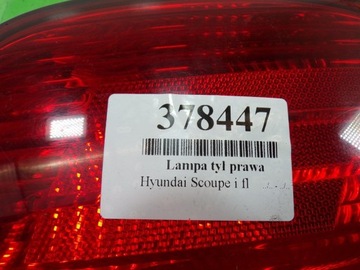 378447
Lampa tył prawa
Hyundai Scoupe i fl